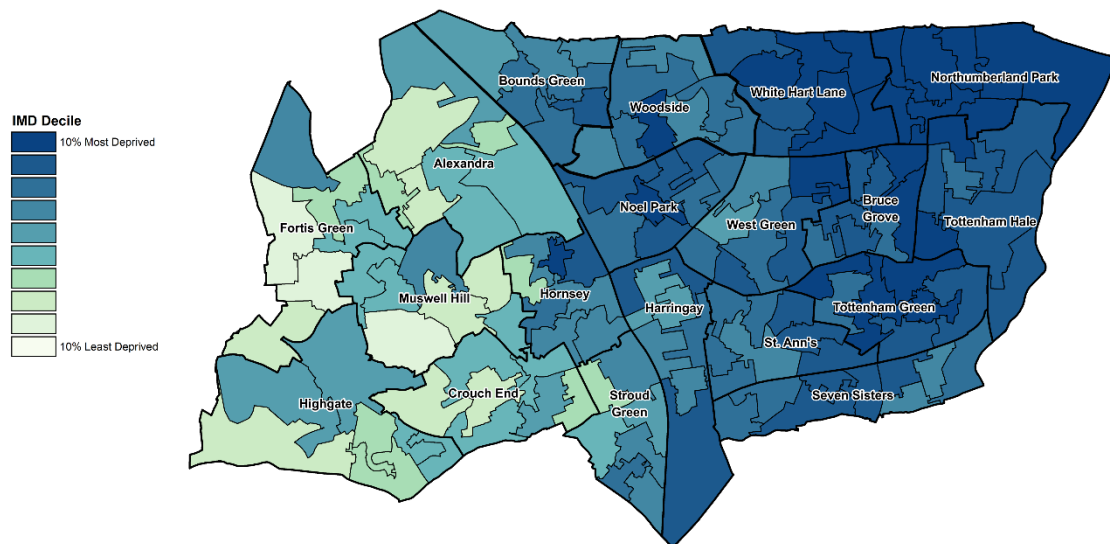 IMD Decile
10% Most Deprived
10% Least Deprived
Bounds Green
Woodside
White Hart Lane
Northumberland Park
Alexandra
Noel Park
West Green
Bruce
Grove
Tottenham Hale
Fortis Green
Muswell Hill
Hornsey
Harringay
Tottenham Green
St. Ann's
Highgate
Crouch End
Stroud
Green
Seven Sisters